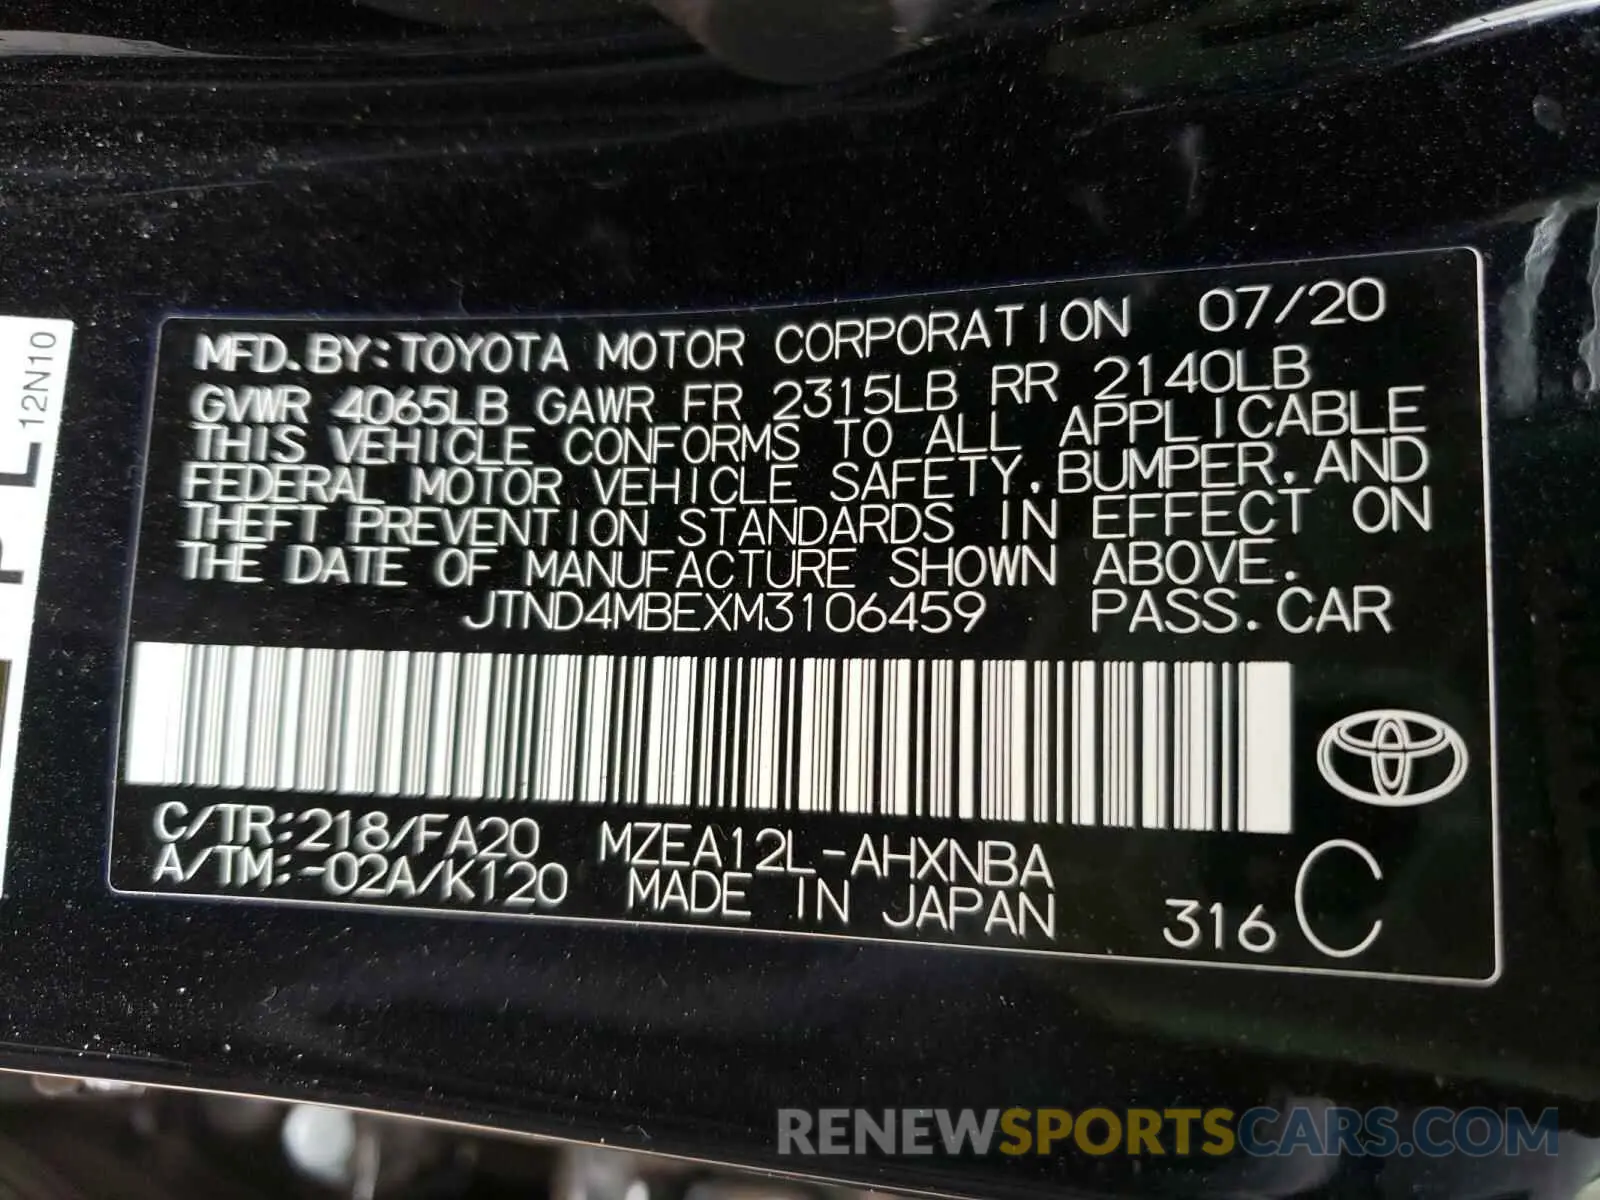 MFD.BY:TOYOTA MOTOR CORPORATION 07/20
GVWR 4065LB GAWR FR 2315LB RR 2140LB
THIS VEHICLE CONFORMS TO ALL APPLICABLE
FEDERAL MOTOR VEHICLE SAFETY, BUMPER, AND
THEFT PREVENTION STANDARDS IN EFFECT ON
THE DATE OF MANUFACTURE SHOWN ABOVE.
JTND4MBEXM3106459 PASS.CAR
C/TR:218/FA20 MZEA12L-AHXNBA
A/TM:-02A/K120 MADE IN JAPAN 316 C
12N10
RENEWSPORTSCARS.COM